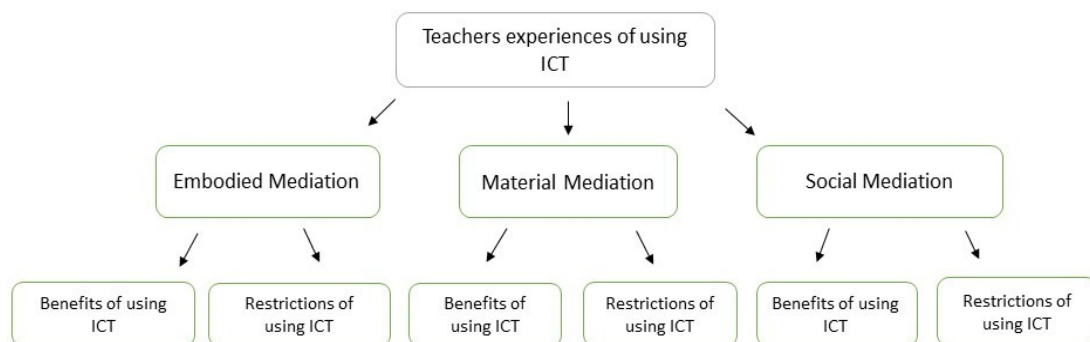 Teachers experiences of using
ICT
Embodied Mediation
Material Mediation
Social Mediation
Benefits of using
ICT
Restrictions of
using ICT
Benefits of
using ICT
Restrictions of
using ICT
Benefits of using
ICT
Restrictions of
using ICT